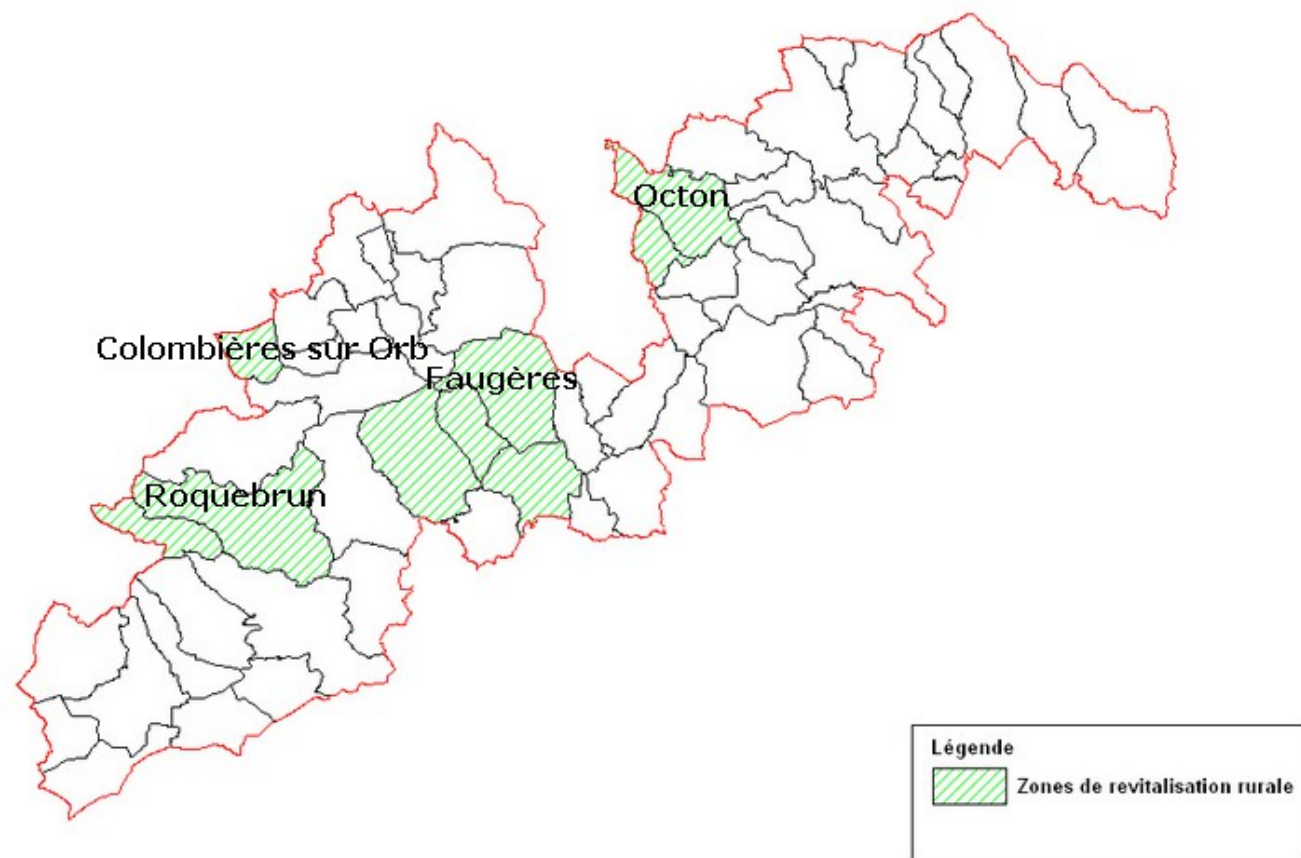 Octon
Colombières sur Orb
Faugères
Roquebrun
Légende
Zones de revitalisation rurale